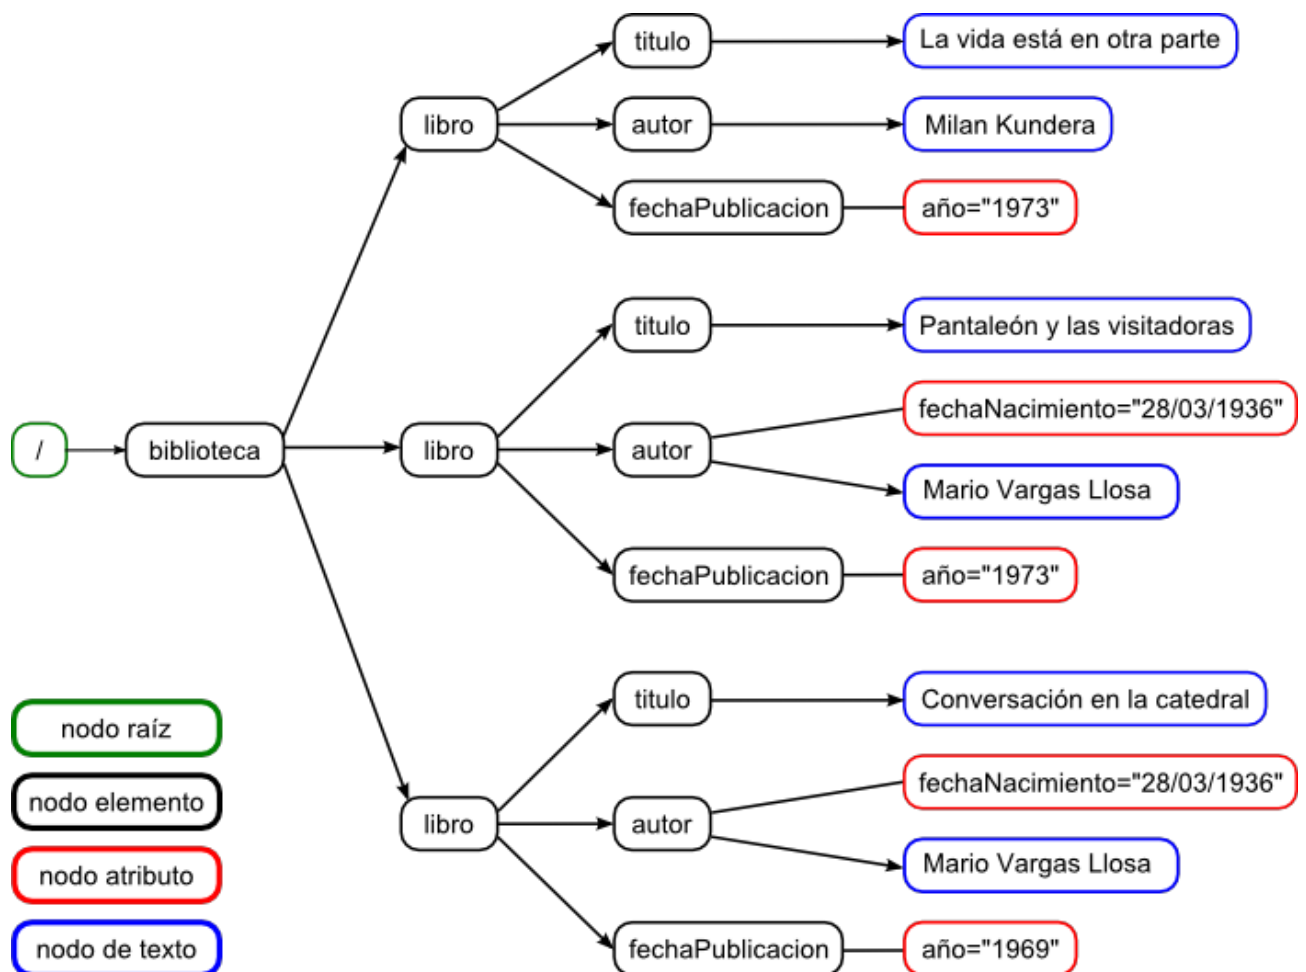 titulo
La vida está en otra parte
libro
autor
Milan Kundera
fechaPublicacion
año="1973"
titulo
Pantaleón y las visitadoras
fechaNacimiento="28/03/1936"
/
biblioteca
libro
autor
Mario Vargas Llosa
fechaPublicacion
año="1973"
titulo
Conversación en la catedral
fechaNacimiento="28/03/1936"
libro
autor
Mario Vargas Llosa
fechaPublicacion
año="1969"
nodo raíz
nodo elemento
nodo atributo
nodo de texto